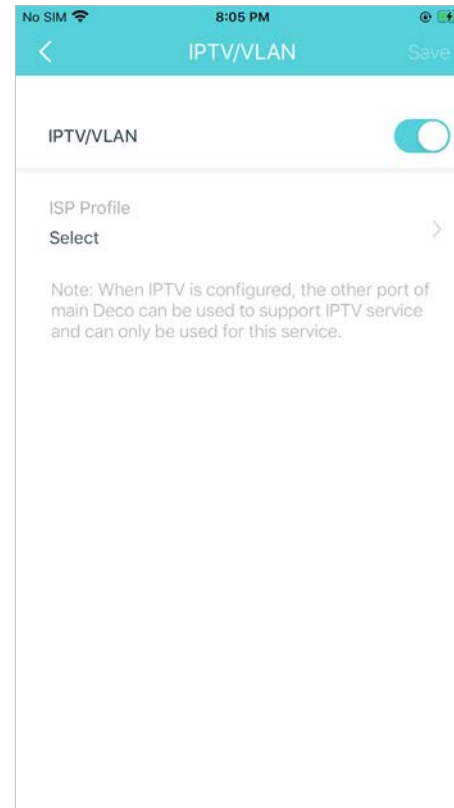 No SIM 8:05 PM
IPTV/VLAN Save
IPTV/VLAN
ISP Profile
Select
Note: When IPTV is configured, the other port of
main Deco can be used to support IPTV service
and can only be used for this service.